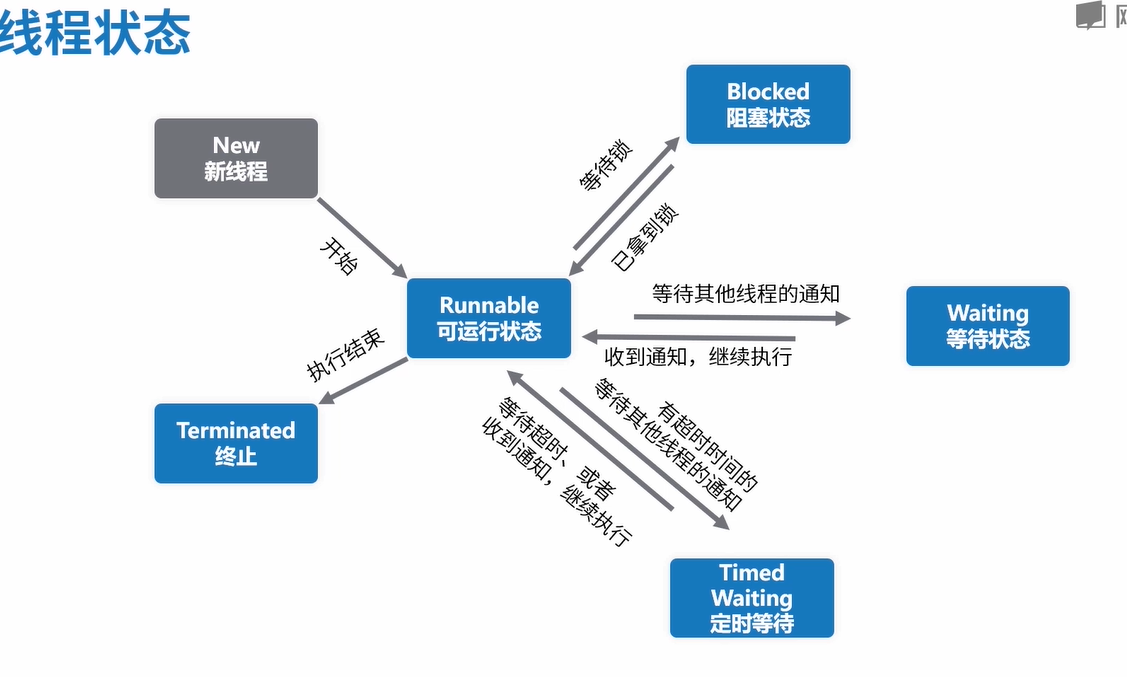 线程状态
Blocked
阻塞状态
New
新线程
等待锁
已拿到锁
开始
Runnable
可运行状态
等待其他线程的通知
收到通知，继续执行
Waiting
等待状态
执行结束
Terminated
终止
有超时时间的
等待其他线程的通知
等待超时、或者
收到通知，继续执行
Timed
Waiting
定时等待